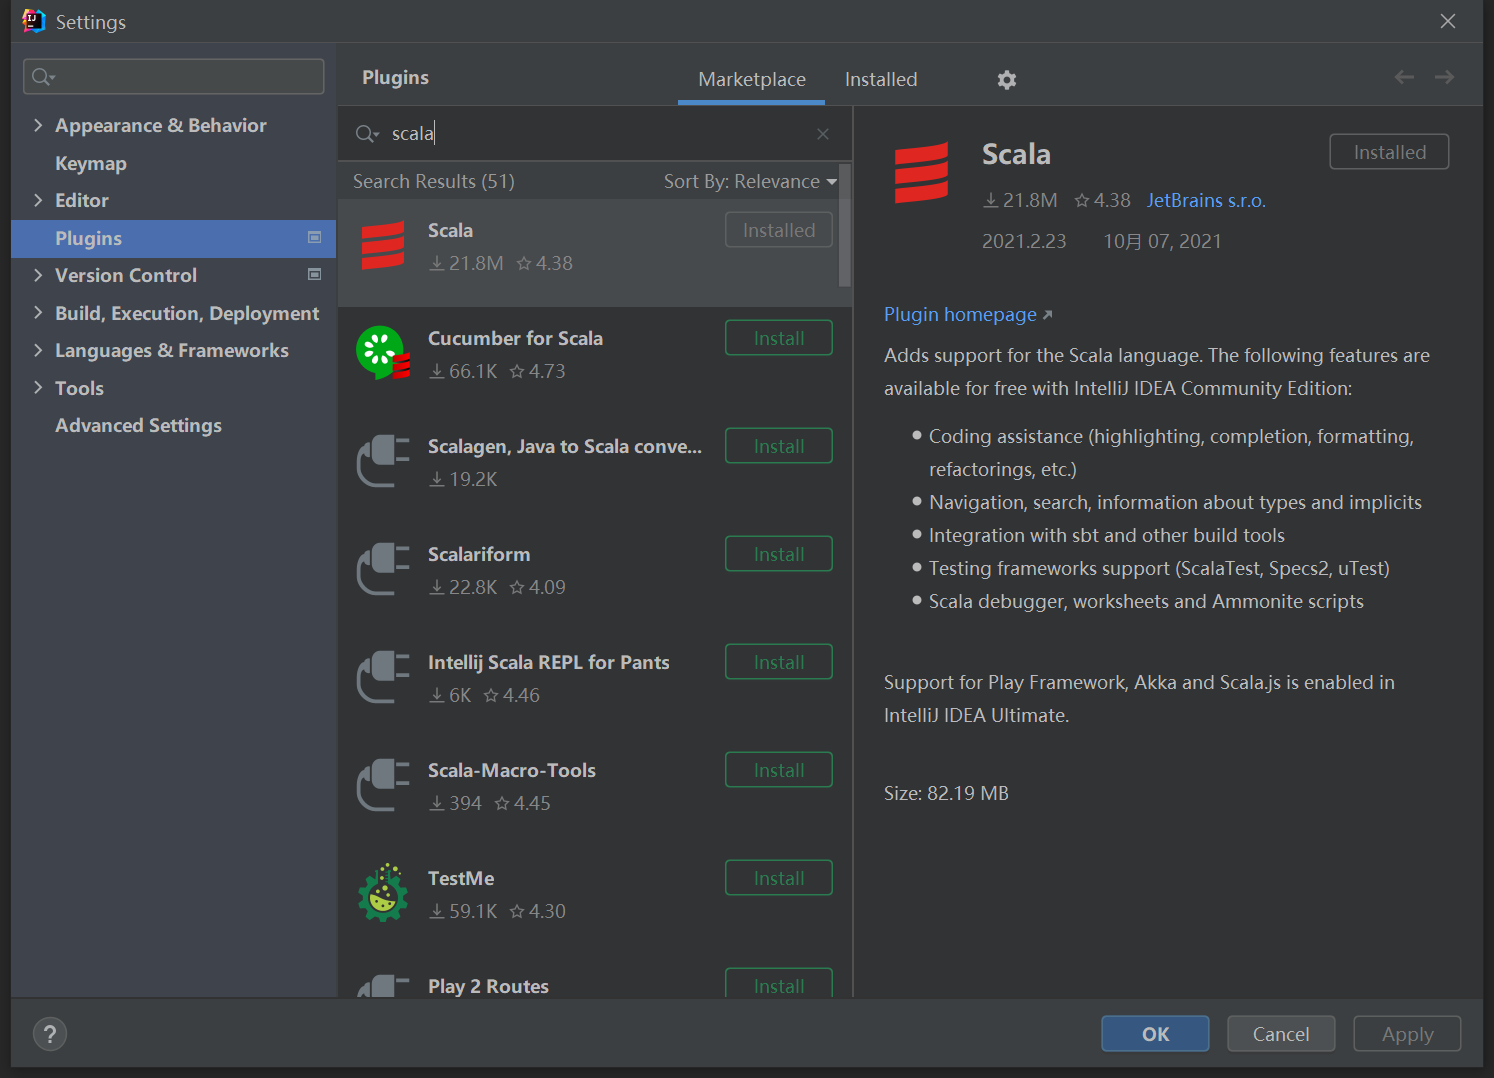 Settings
Appearance & Behavior
Keymap
Editor
Plugins
Version Control
Build, Execution, Deployment
Languages & Frameworks
Tools
Advanced Settings
Plugins
Marketplace
Installed
scala
Search Results (51)
Sort By: Relevance
Scala
Installed
21.8M 4.38
Cucumber for Scala
Install
66.1K 4.73
Scalagen, Java to Scala conve...
Install
19.2K
Scalariform
Install
22.8K 4.09
Intellij Scala REPL for Pants
Install
6K 4.46
Scala-Macro-Tools
Install
394 4.45
TestMe
Install
59.1K 4.30
Play 2 Routes
Install
Scala
Installed
21.8M 4.38 JetBrains s.r.o.
2021.2.23 10月 07, 2021
Plugin homepage
Adds support for the Scala language. The following features are
available for free with IntelliJ IDEA Community Edition:
Coding assistance (highlighting, completion, formatting,
refactorings, etc.)
Navigation, search, information about types and implicits
Integration with sbt and other build tools
Testing frameworks support (ScalaTest, Specs2, uTest)
Scala debugger, worksheets and Ammonite scripts
Support for Play Framework, Akka and Scala.js is enabled in
IntelliJ IDEA Ultimate.
Size: 82.19 MB
?
OK
Cancel
Apply